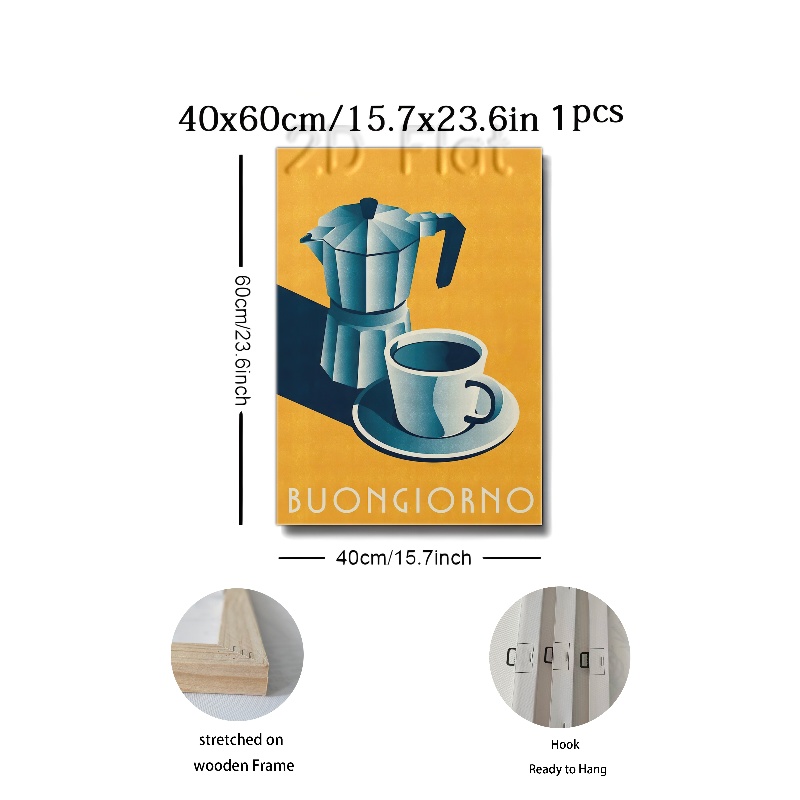 40x60cm/15.7x23.6in 1pcs
2D Flat
60cm/23.6inch
BUONGIORNO
40cm/15.7inch
stretched on
wooden Frame
Hook
Ready to Hang